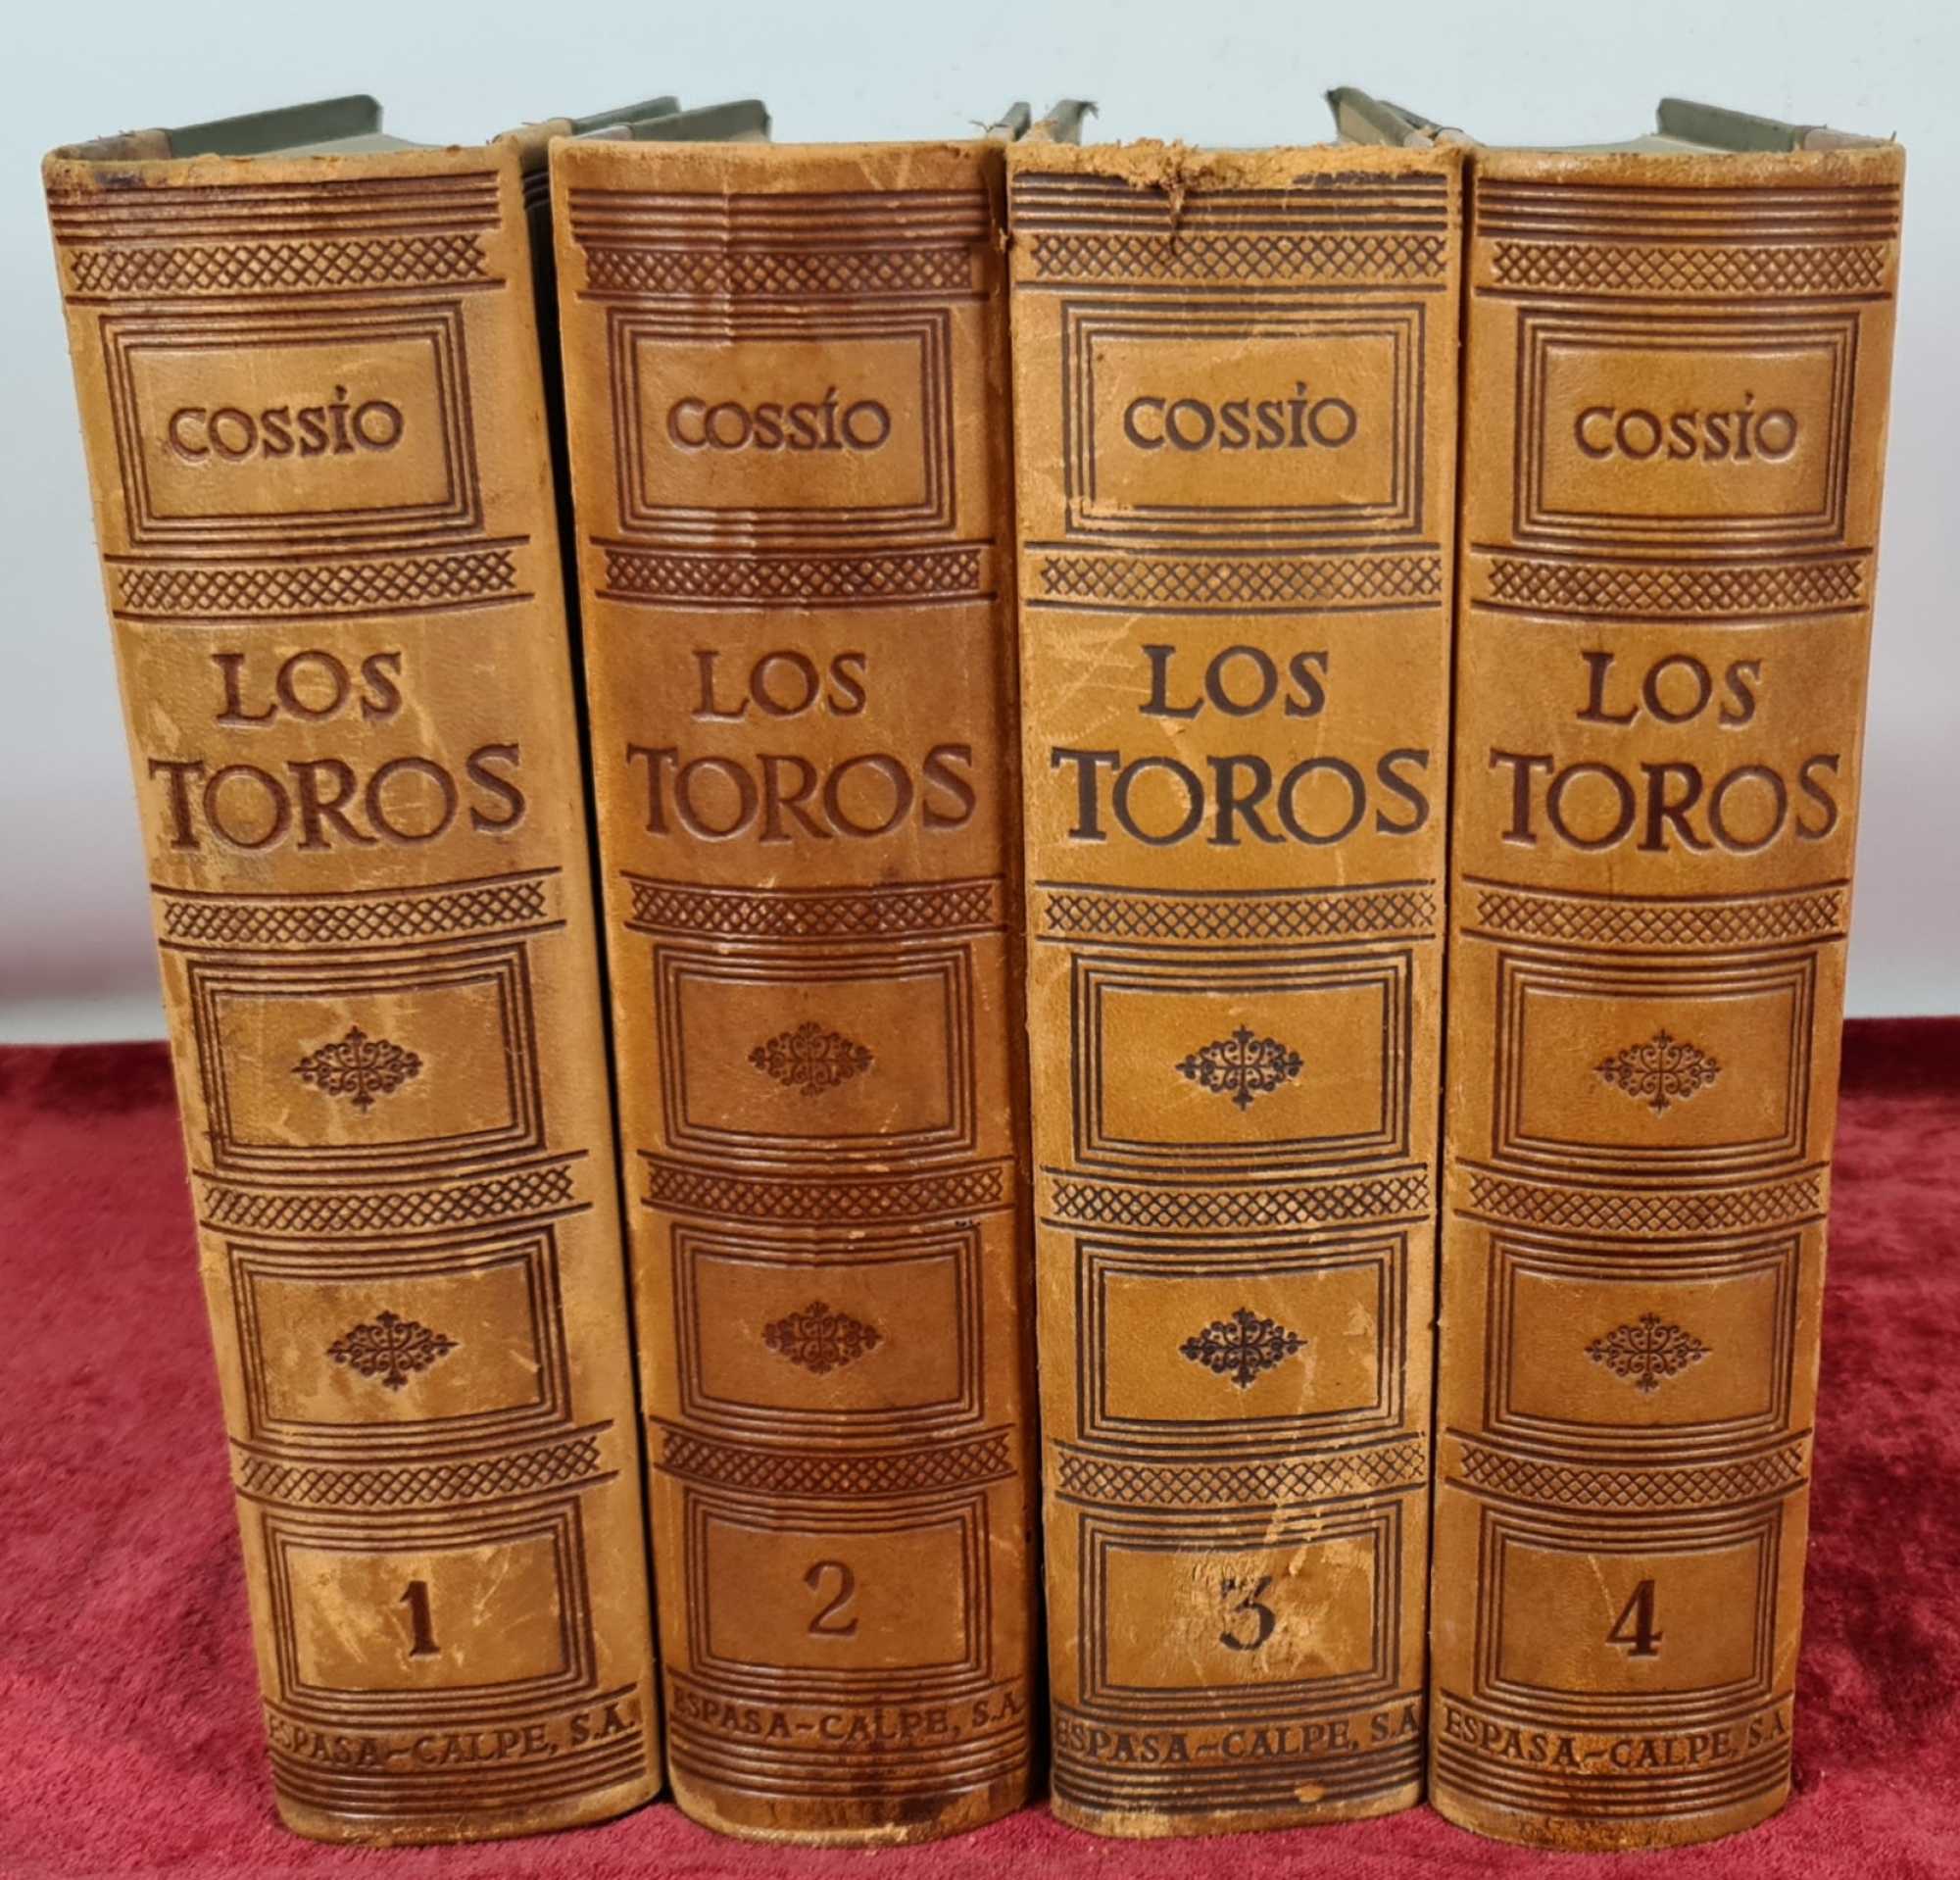 COSSÍO
LOS
TOROS
1
ESPASA-CALPE, S.A.
COSSÍO
LOS
TOROS
2
ESPASA-CALPE, S.A.
COSSÍO
LOS
TOROS
3
ESPASA-CALPE, S.A
COSSÍO
LOS
TOROS
4
ESPASA-CALPE, S.A